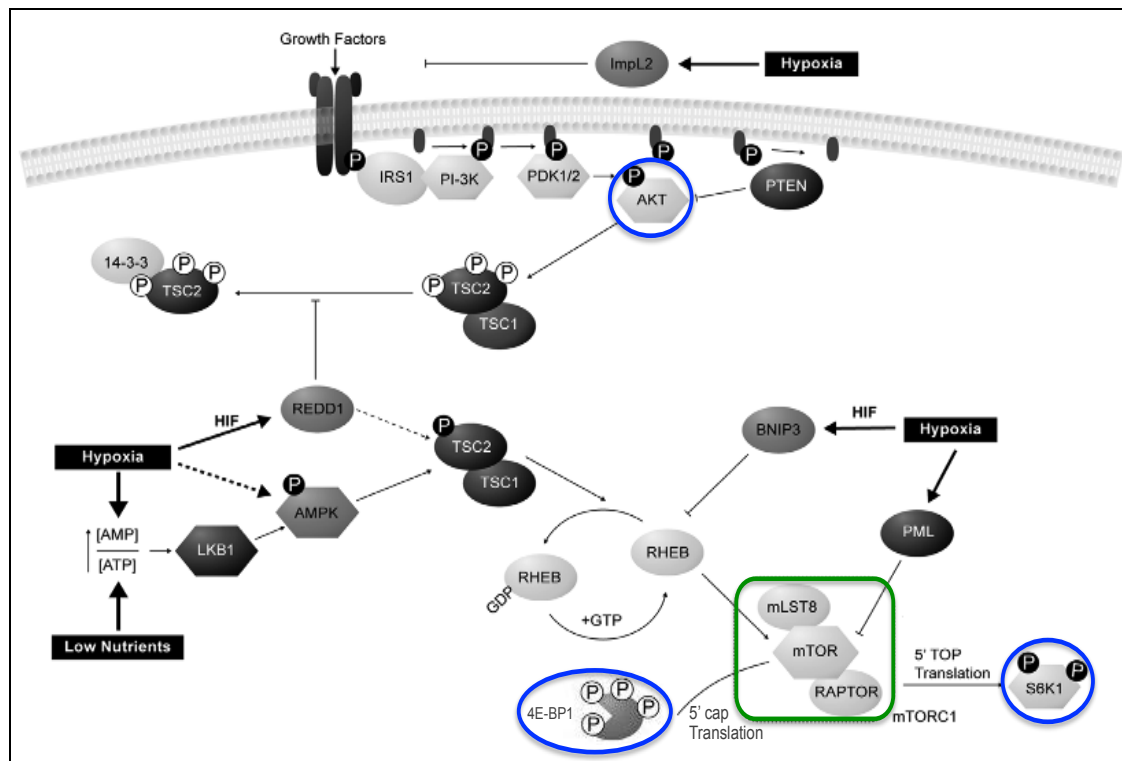 Growth Factors
ImpL2
Hypoxia
P
IRS1
PI-3K
P
PDK1/2
P
P
P
AKT
P
PTEN
14-3-3
P
P
P
TSC2
P
P
P
TSC2
TSC1
HIF
REDD1
Hypoxia
P
AMPK
P
TSC2
TSC1
BNIP3
HIF
Hypoxia
[AMP]
[ATP]
LKB1
PML
RHEB
RHEB
GDP
+GTP
Low Nutrients
mLST8
mTOR
RAPTOR
mTORC1
5' TOP
Translation
P
P
S6K1
4E-BP1
P
P
P
P
5' cap
Translation